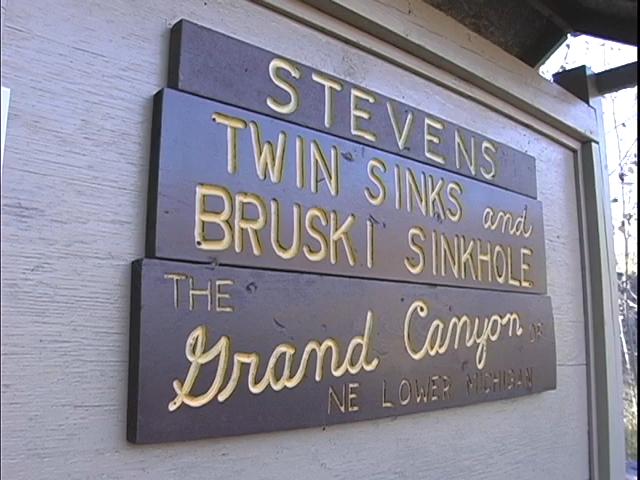 STEVENS
TWIN SINKS and
BRUSKI SINKHOLE
THE
Grand Canyon OF
NE LOWER MICHIGAN